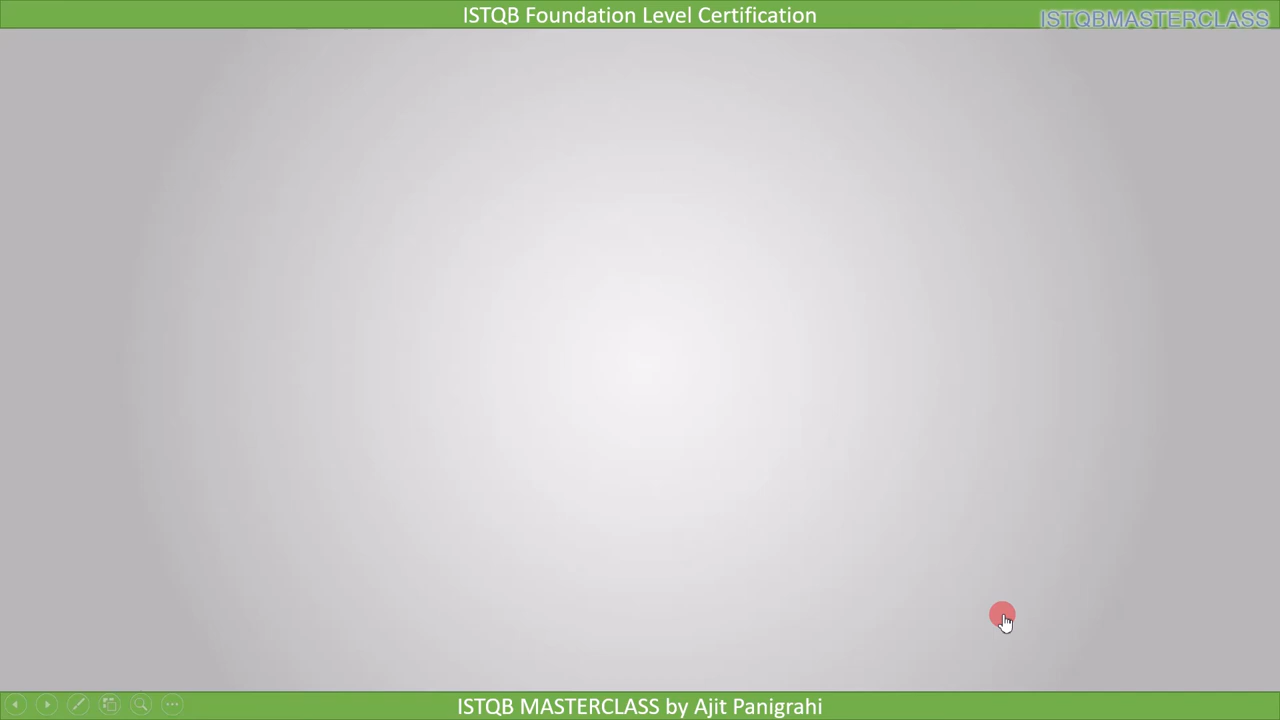 ISTQB Foundation Level Certification
ISTQBMASTERCLASS
ISTQB MASTERCLASS by Ajit Panigrahi